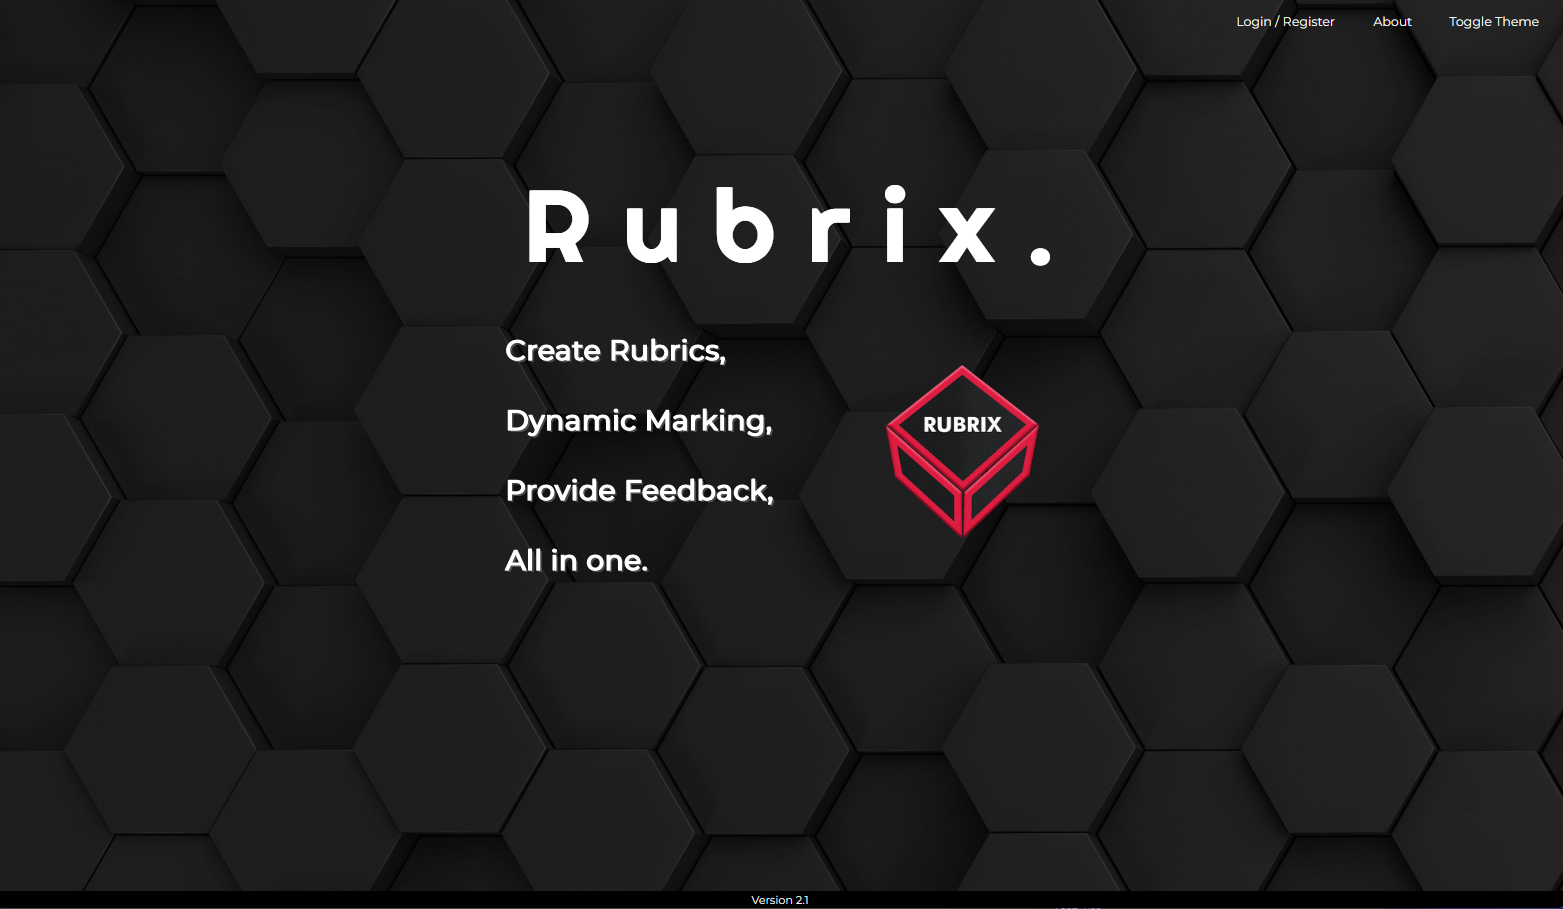 Login / Register About Toggle Theme
Rubrix.
Create Rubrics,
Dynamic Marking,
RUBRIX
Provide Feedback,
All in one.
Version 2.1